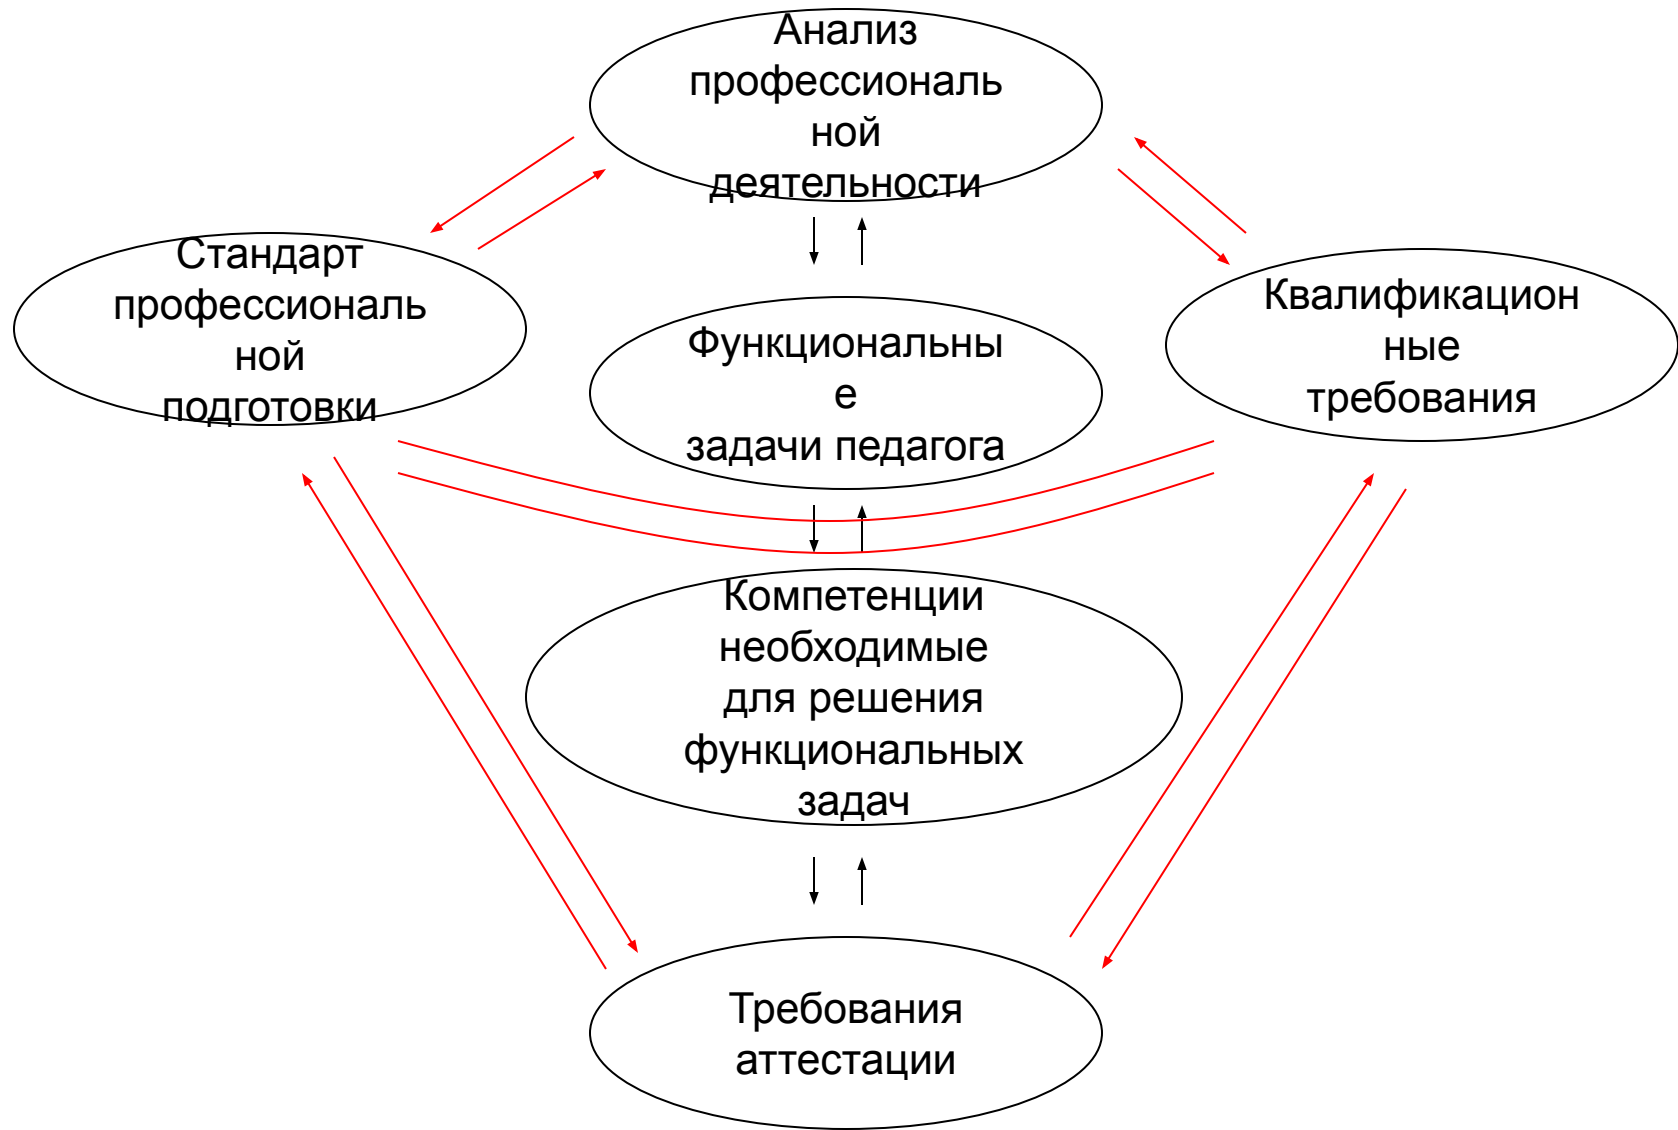 Анализ
профессиональ
ной
деятельности
Стандарт
профессиональ
ной
подготовки
Функциональны
е
задачи педагога
Квалификацион
ные
требования
Компетенции
необходимые
для решения
функциональных
задач
Требования
аттестации